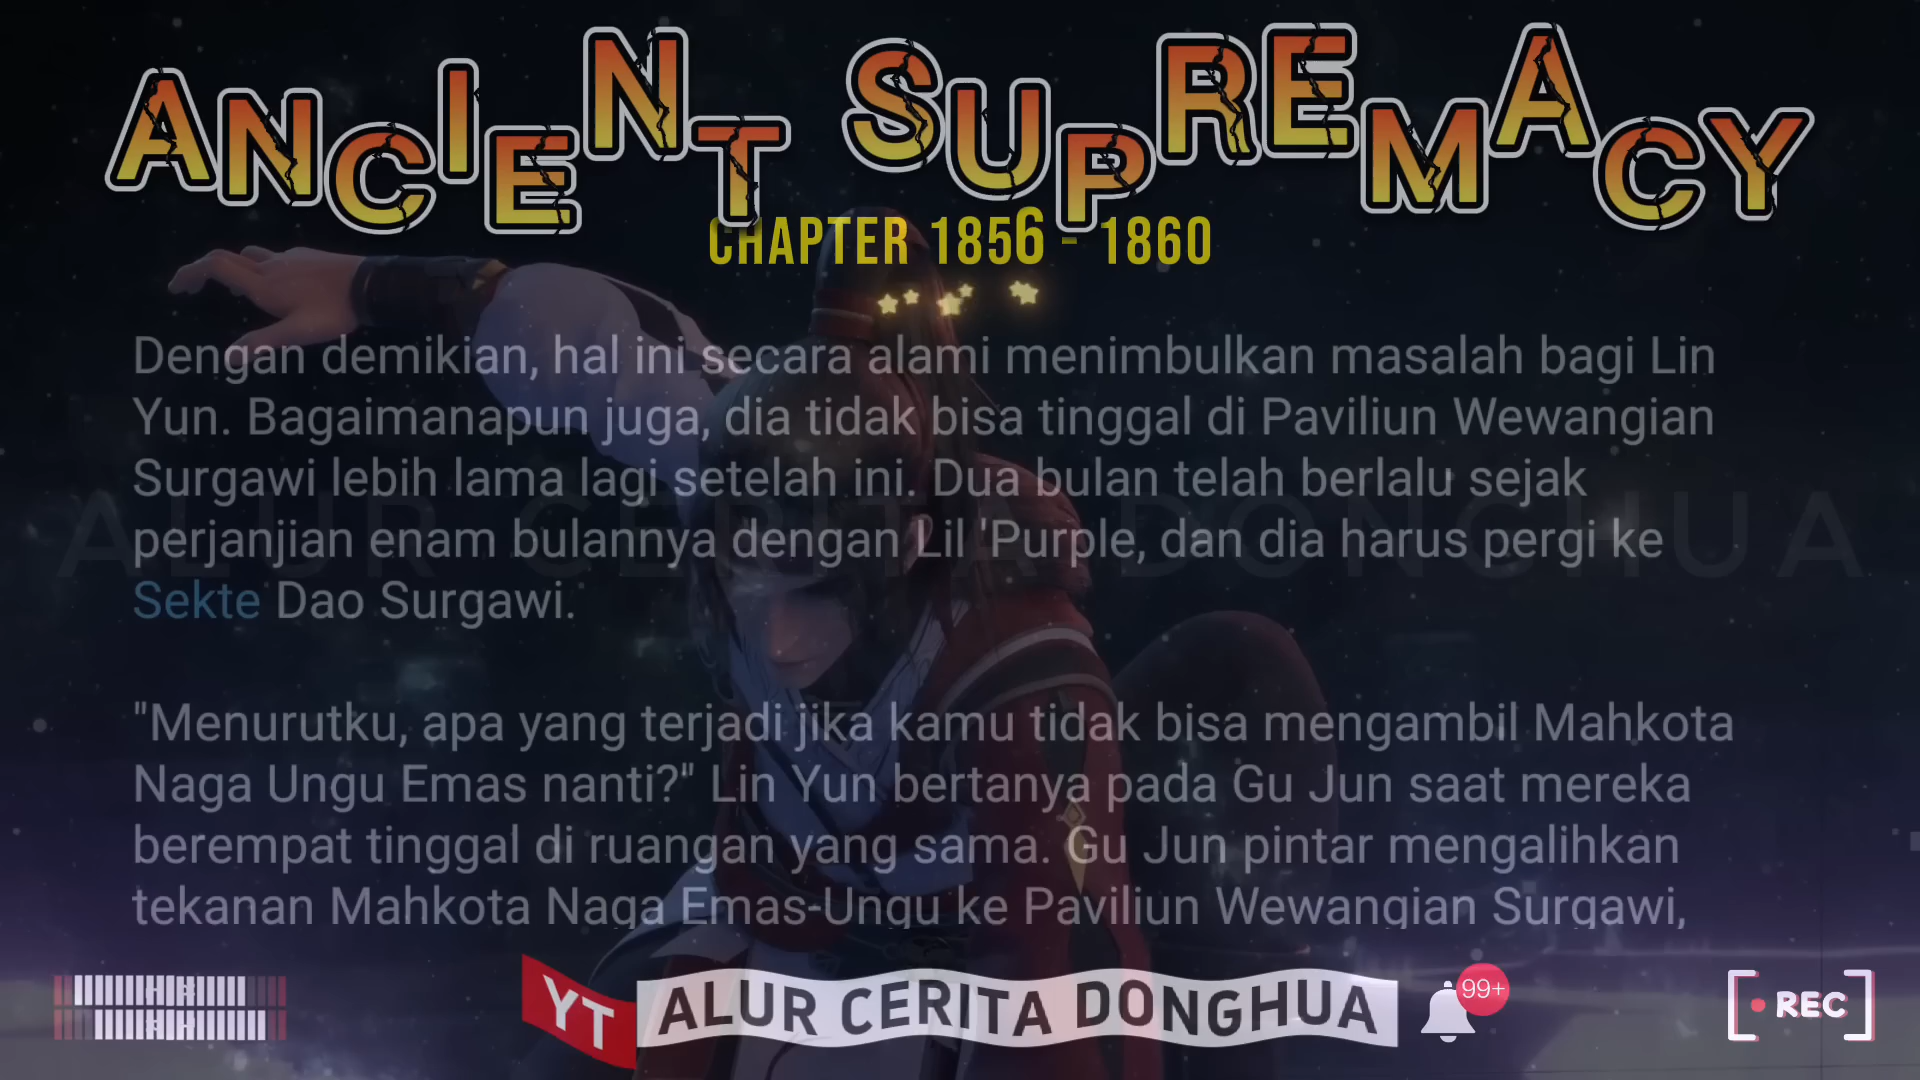 ANCIENT SUPREMACY
CHAPTER 1856 - 1860
Dengan demikian, hal ini secara alami menimbulkan masalah bagi Lin
Yun. Bagaimanapun juga, dia tidak bisa tinggal di Paviliun Wewangian
Surgawi lebih lama lagi setelah ini. Dua bulan telah berlalu sejak
ALUR CERITA DONGHUA
perjanjian enam bulannya dengan Lil 'Purple, dan dia harus pergi ke
Sekte Dao Surgawi.
"Menurutku, apa yang terjadi jika kamu tidak bisa mengambil Mahkota
Naga Ungu Emas nanti?" Lin Yun bertanya pada Gu Jun saat mereka
berempat tinggal di ruangan yang sama. Gu Jun pintar mengalihkan
tekanan Mahkota Naga Emas-Ungu ke Paviliun Wewangian Surgawi,
YT ALUR CERITA DONGHUA 99+
REC